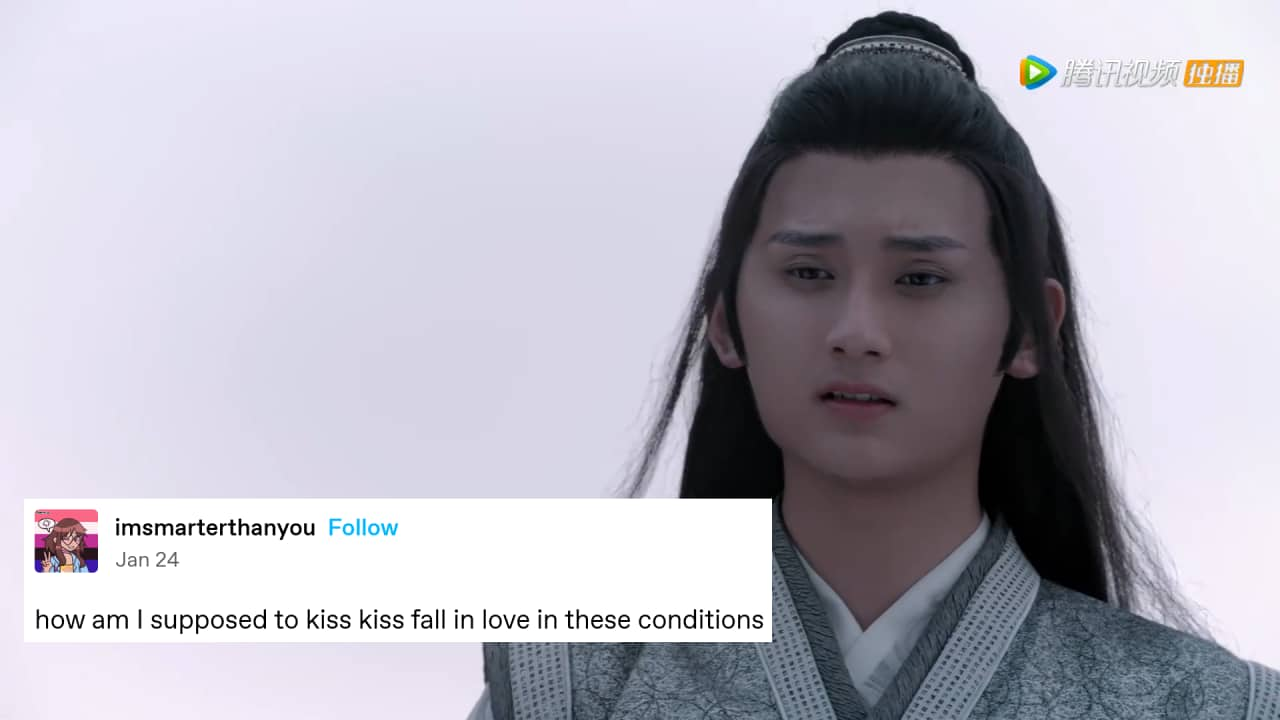 腾讯视频 独播
imsmarterthanyou Follow
Jan 24
how am I supposed to kiss kiss fall in love in these conditions